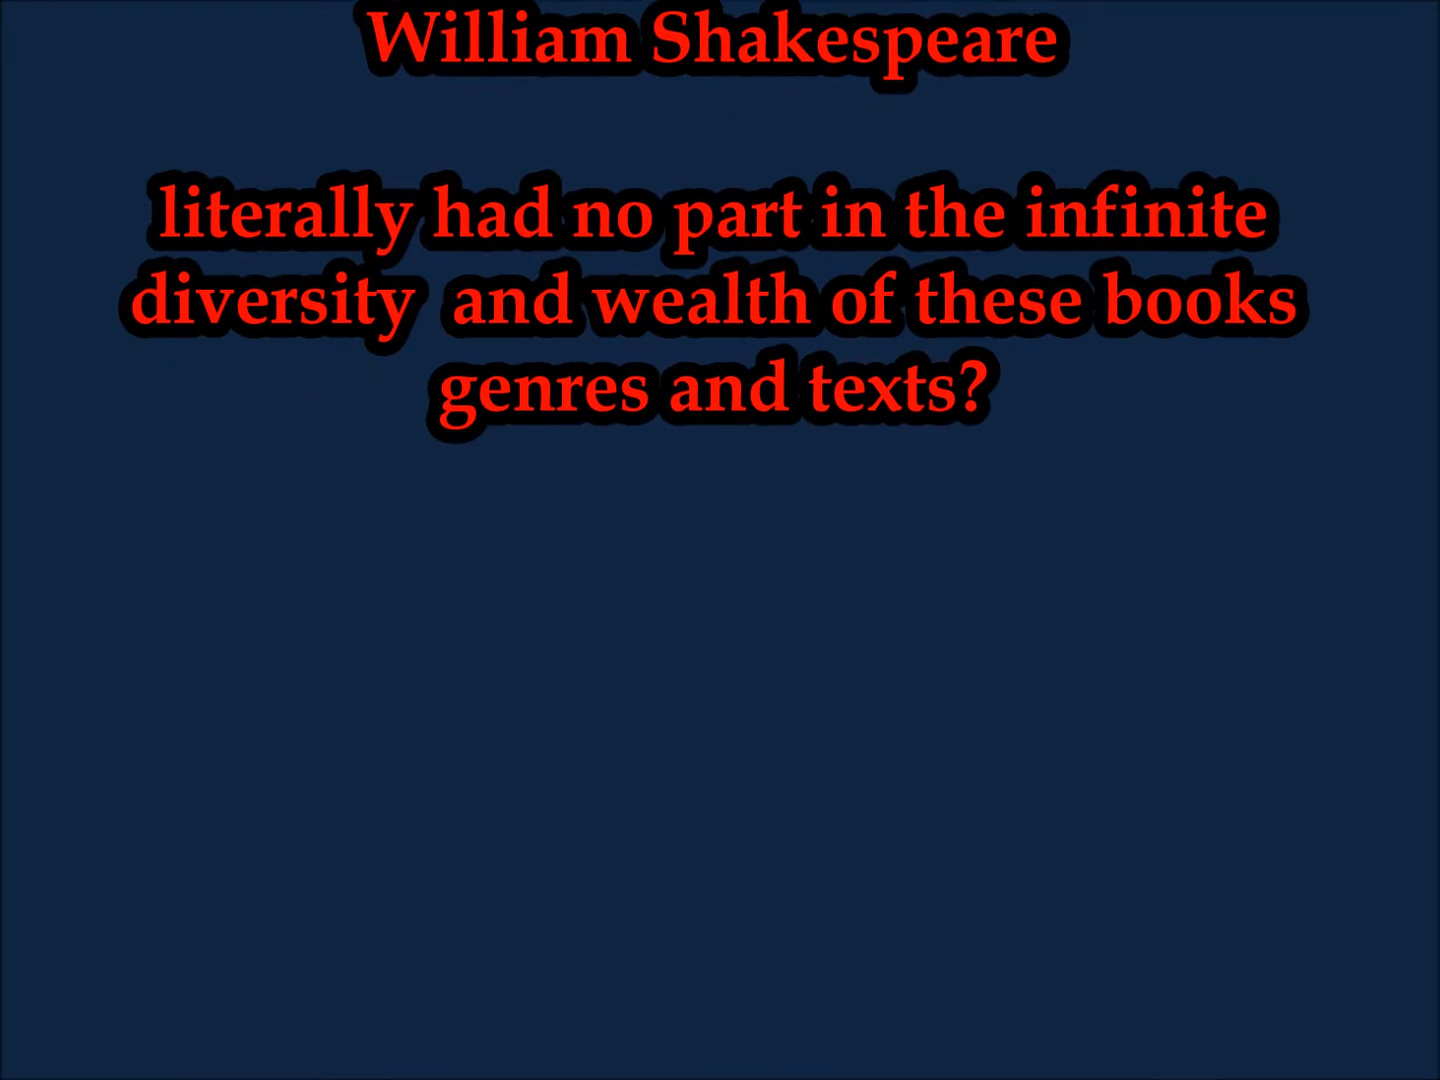 William Shakespeare
literally had no part in the infinite
diversity  and wealth of these books
genres and texts?